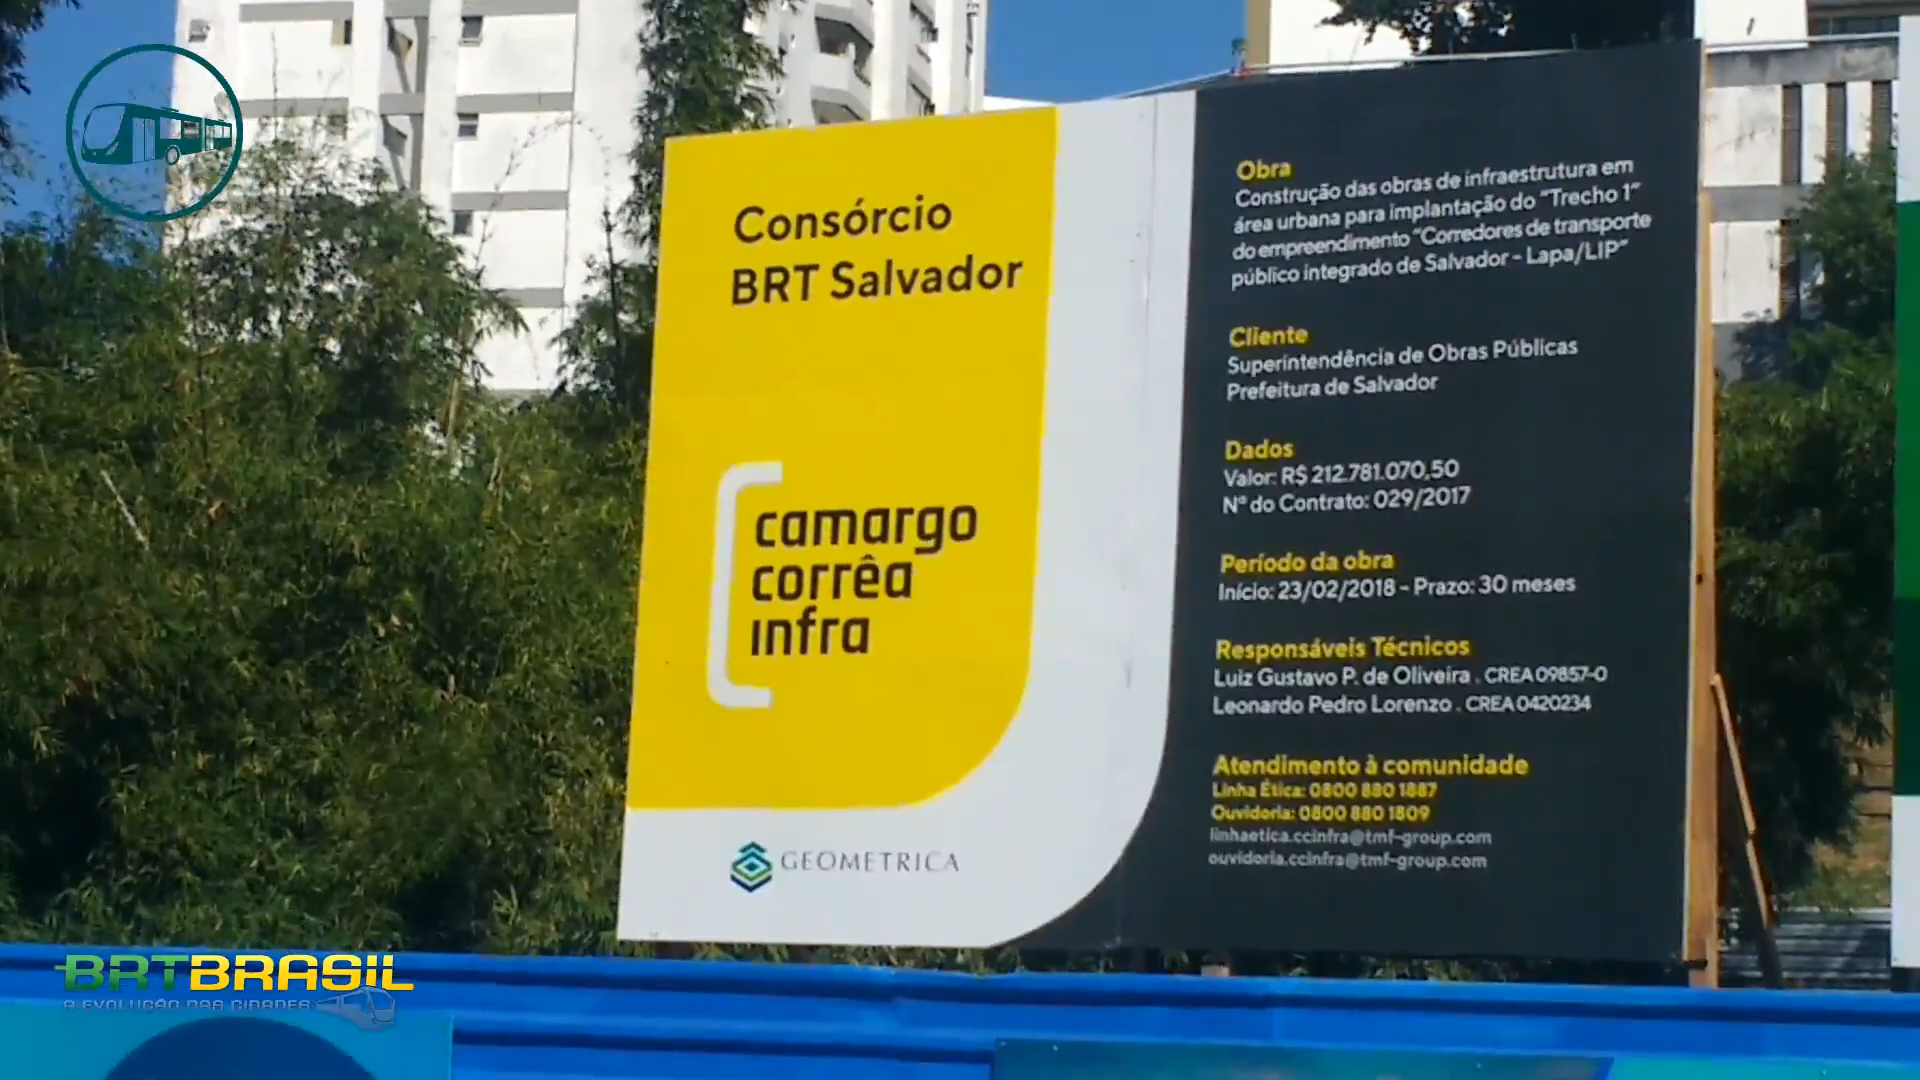 Consórcio
BRT Salvador
camargo
corrêa
infra
GEOMETRICA
Obra
Construção das obras de infraestrutura em
área urbana para implantação do "Trecho 1"
do empreendimento "Corredores de transporte
público integrado de Salvador - Lapa/LIP"
Cliente
Superintendência de Obras Públicas
Prefeitura de Salvador
Dados
Valor: R$ 212.781.070,50
Nº do Contrato: 029/2017
Período da obra
Início: 23/02/2018 - Prazo: 30 meses
Responsáveis Técnicos
Luiz Gustavo P. de Oliveira . CREA 09857-0
Leonardo Pedro Lorenzo . CREA 0420234
Atendimento à comunidade
Linha Ética: 0800 880 1887
Ouvidoria: 0800 880 1809
linhaetica.ccinfra@tmf-group.com
ouvidoria.ccinfra@tmf-group.com
BRTBRASIL
A EVOLUÇÃO DAS CIDADES